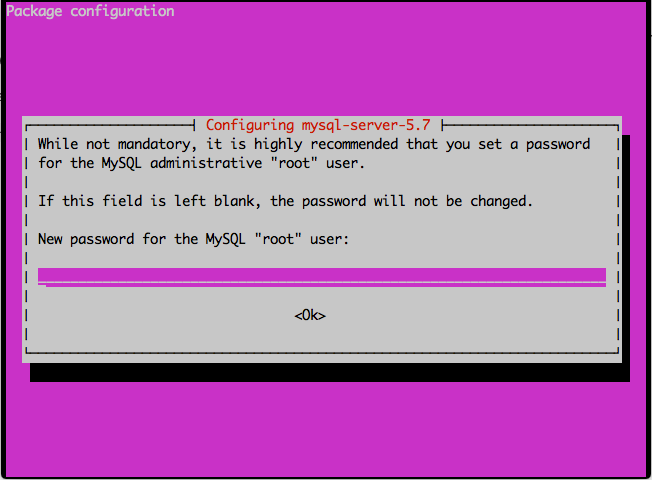 Package configuration
Configuring mysql-server-5.7
While not mandatory, it is highly recommended that you set a password
for the MySQL administrative "root" user.
If this field is left blank, the password will not be changed.
New password for the MySQL "root" user:
<Ok>